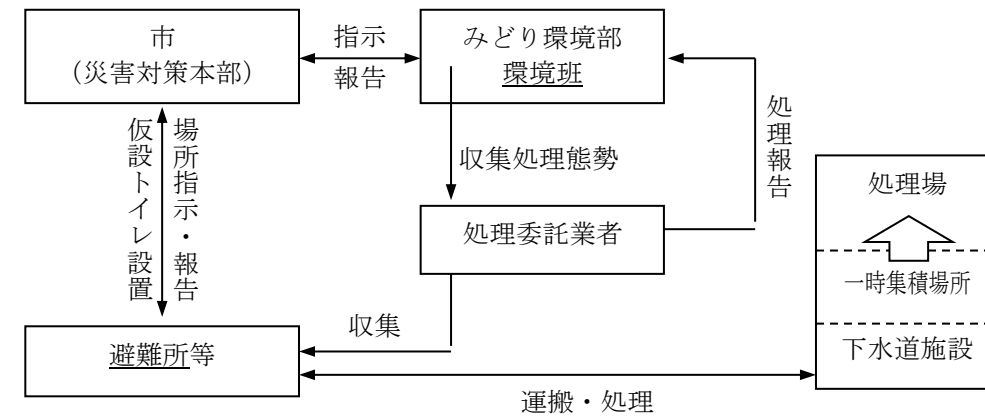 市
（災害対策本部）
指示
報告
みどり環境部
環境班
処理報告
収集処理態勢
場所指示・報告
仮設トイレ設置
処理委託業者
処理場
一時集積場所
下水道施設
収集
避難所等
運搬・処理